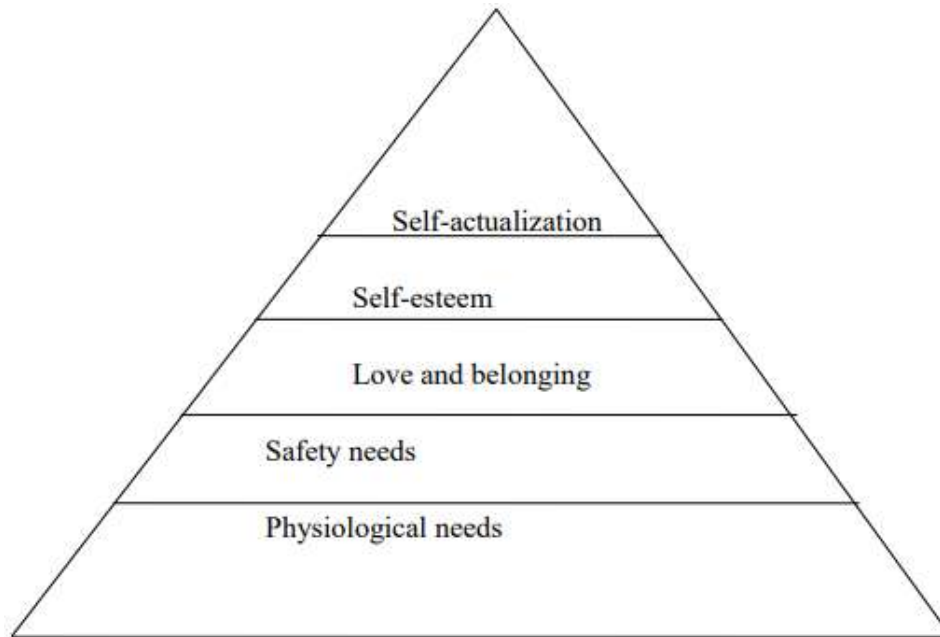 Self-actualization
Self-esteem
Love and belonging
Safety needs
Physiological needs